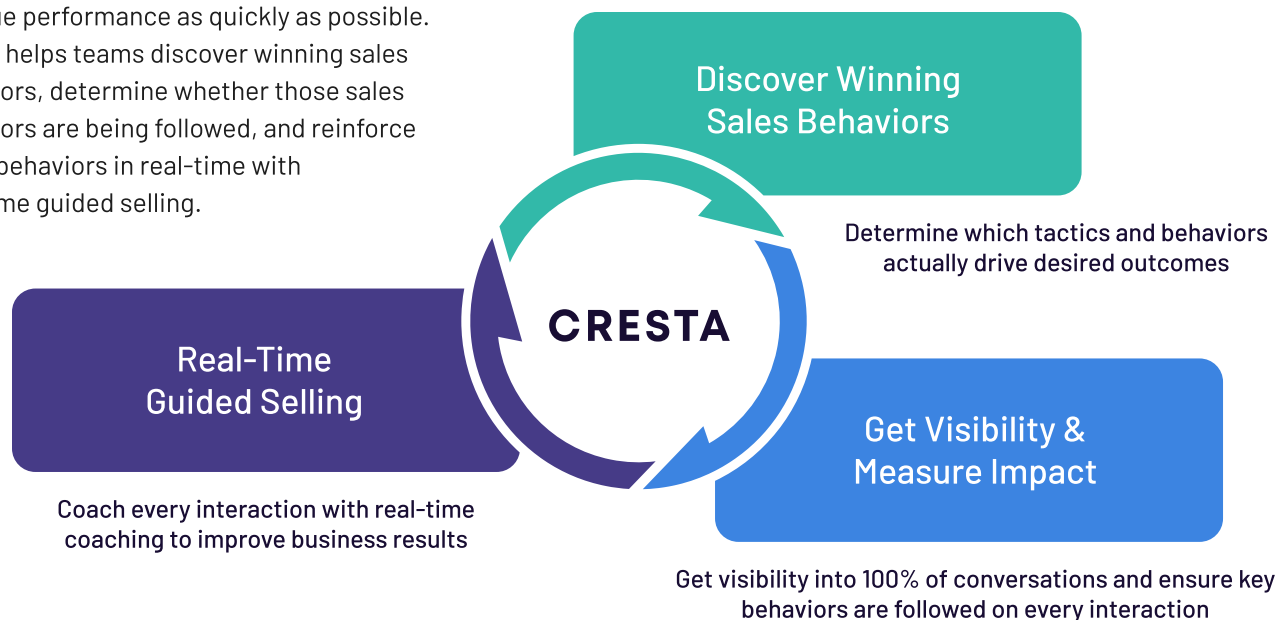 performance as quickly as possible.
helps teams discover winning sales
determine whether those sales
are being followed, and reinforce
behaviors in real-time with
guided selling.
Discover Winning
Sales Behaviors
Determine which tactics and behaviors
actually drive desired outcomes
CRESTA
Real-Time
Guided Selling
Coach every interaction with real-time
coaching to improve business results
Get Visibility &
Measure Impact
Get visibility into 100% of conversations and ensure key
behaviors are followed on every interaction